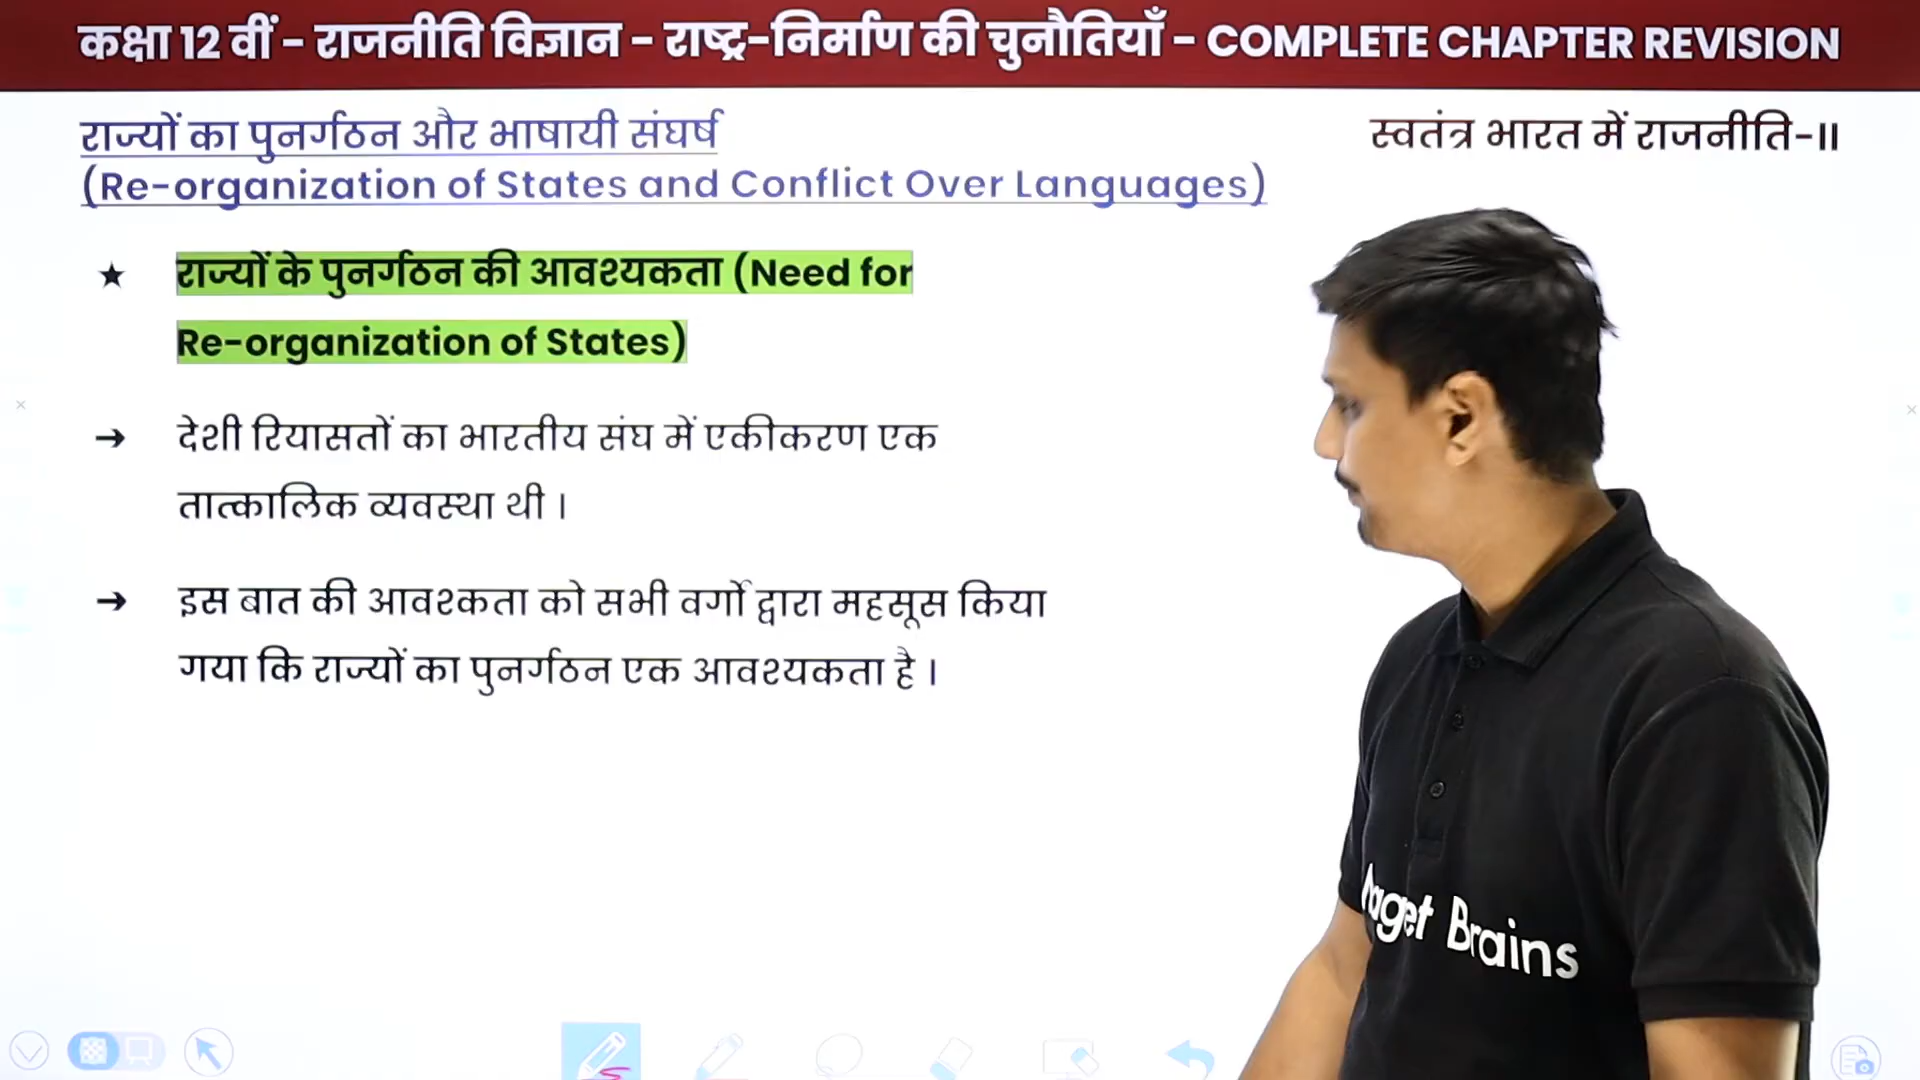 कक्षा 12 वीं - राजनीति विज्ञान - राष्ट्र-निर्माण की चुनौतियाँ - COMPLETE CHAPTER REVISION
राज्यों का पुनर्गठन और भाषायी संघर्ष
स्वतंत्र भारत में राजनीति-II
(Re-organization of States and Conflict Over Languages)
★ राज्यों के पुनर्गठन की आवश्यकता (Need for
Re-organization of States)
→ देशी रियासतों का भारतीय संघ में एकीकरण एक
तात्कालिक व्यवस्था थी ।
→ इस बात की आवश्कता को सभी वर्गों द्वारा महसूस किया
गया कि राज्यों का पुनर्गठन एक आवश्यकता है ।
Brains